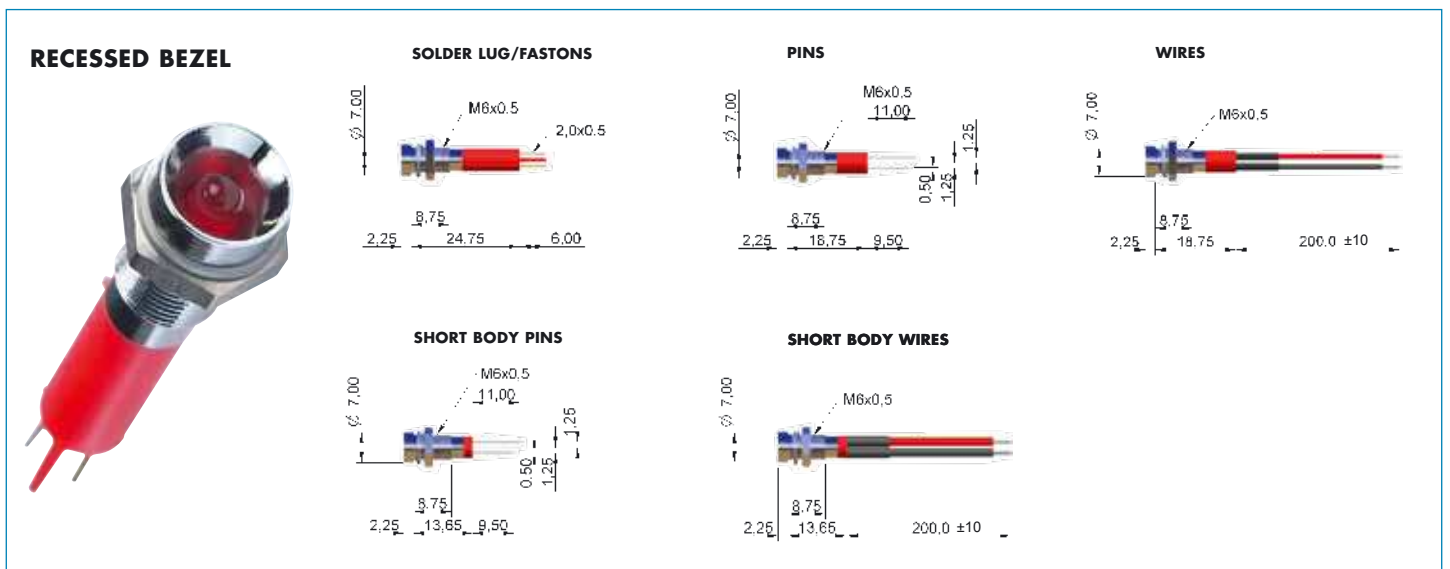 RECESSED BEZEL
SOLDER LUG/FASTONS
Ø 7,00
M6x0.5
2,0x0.5
8,75
2,25 24.75 6,00
PINS
Ø 7,00
M6x0,5
11,00
1.25
0,50
1,25
8,75
2,25 18,75 9,50
WIRES
Ø 7,00
M6x0,5
8,75
2,25 18,75 200.0 ±10
SHORT BODY PINS
Ø 7,00
M6x0,5
11,00
1,25
0.50
1,25
8.75
2,25 13,65 9,50
SHORT BODY WIRES
Ø 7,00
M6x0,5
8,75
2.25 13,65 200,0 ±10